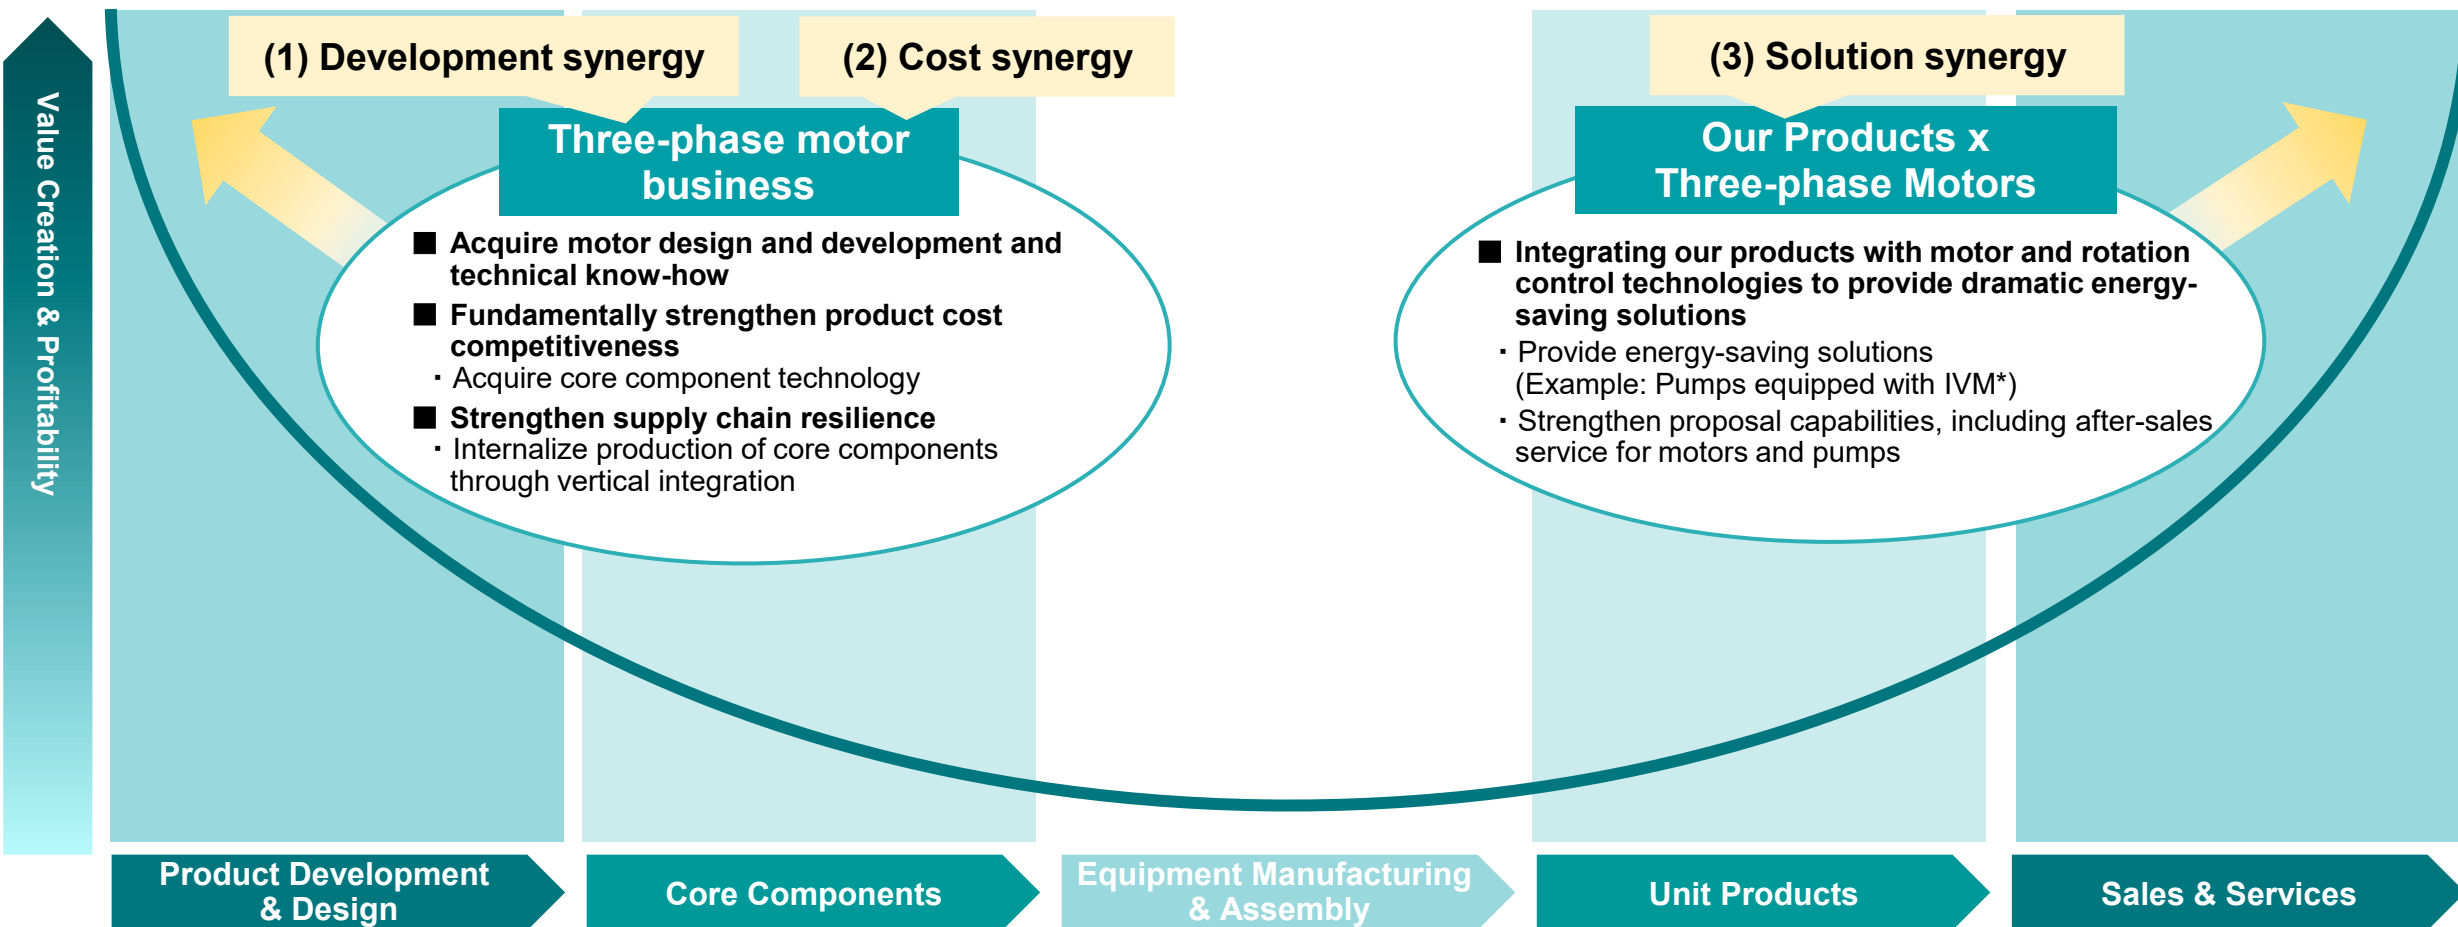 Value Creation & Profitability
(1) Development synergy
(2) Cost synergy
Three-phase motor
business
■ Acquire motor design and development and
technical know-how
■ Fundamentally strengthen product cost
competitiveness
・Acquire core component technology
■ Strengthen supply chain resilience
・Internalize production of core components
through vertical integration
(3) Solution synergy
Our Products x
Three-phase Motors
■ Integrating our products with motor and rotation
control technologies to provide dramatic energy-
saving solutions
・Provide energy-saving solutions
(Example: Pumps equipped with IVM*)
・Strengthen proposal capabilities, including after-sales
service for motors and pumps
Product Development
& Design
Core Components
Equipment Manufacturing
& Assembly
Unit Products
Sales & Services